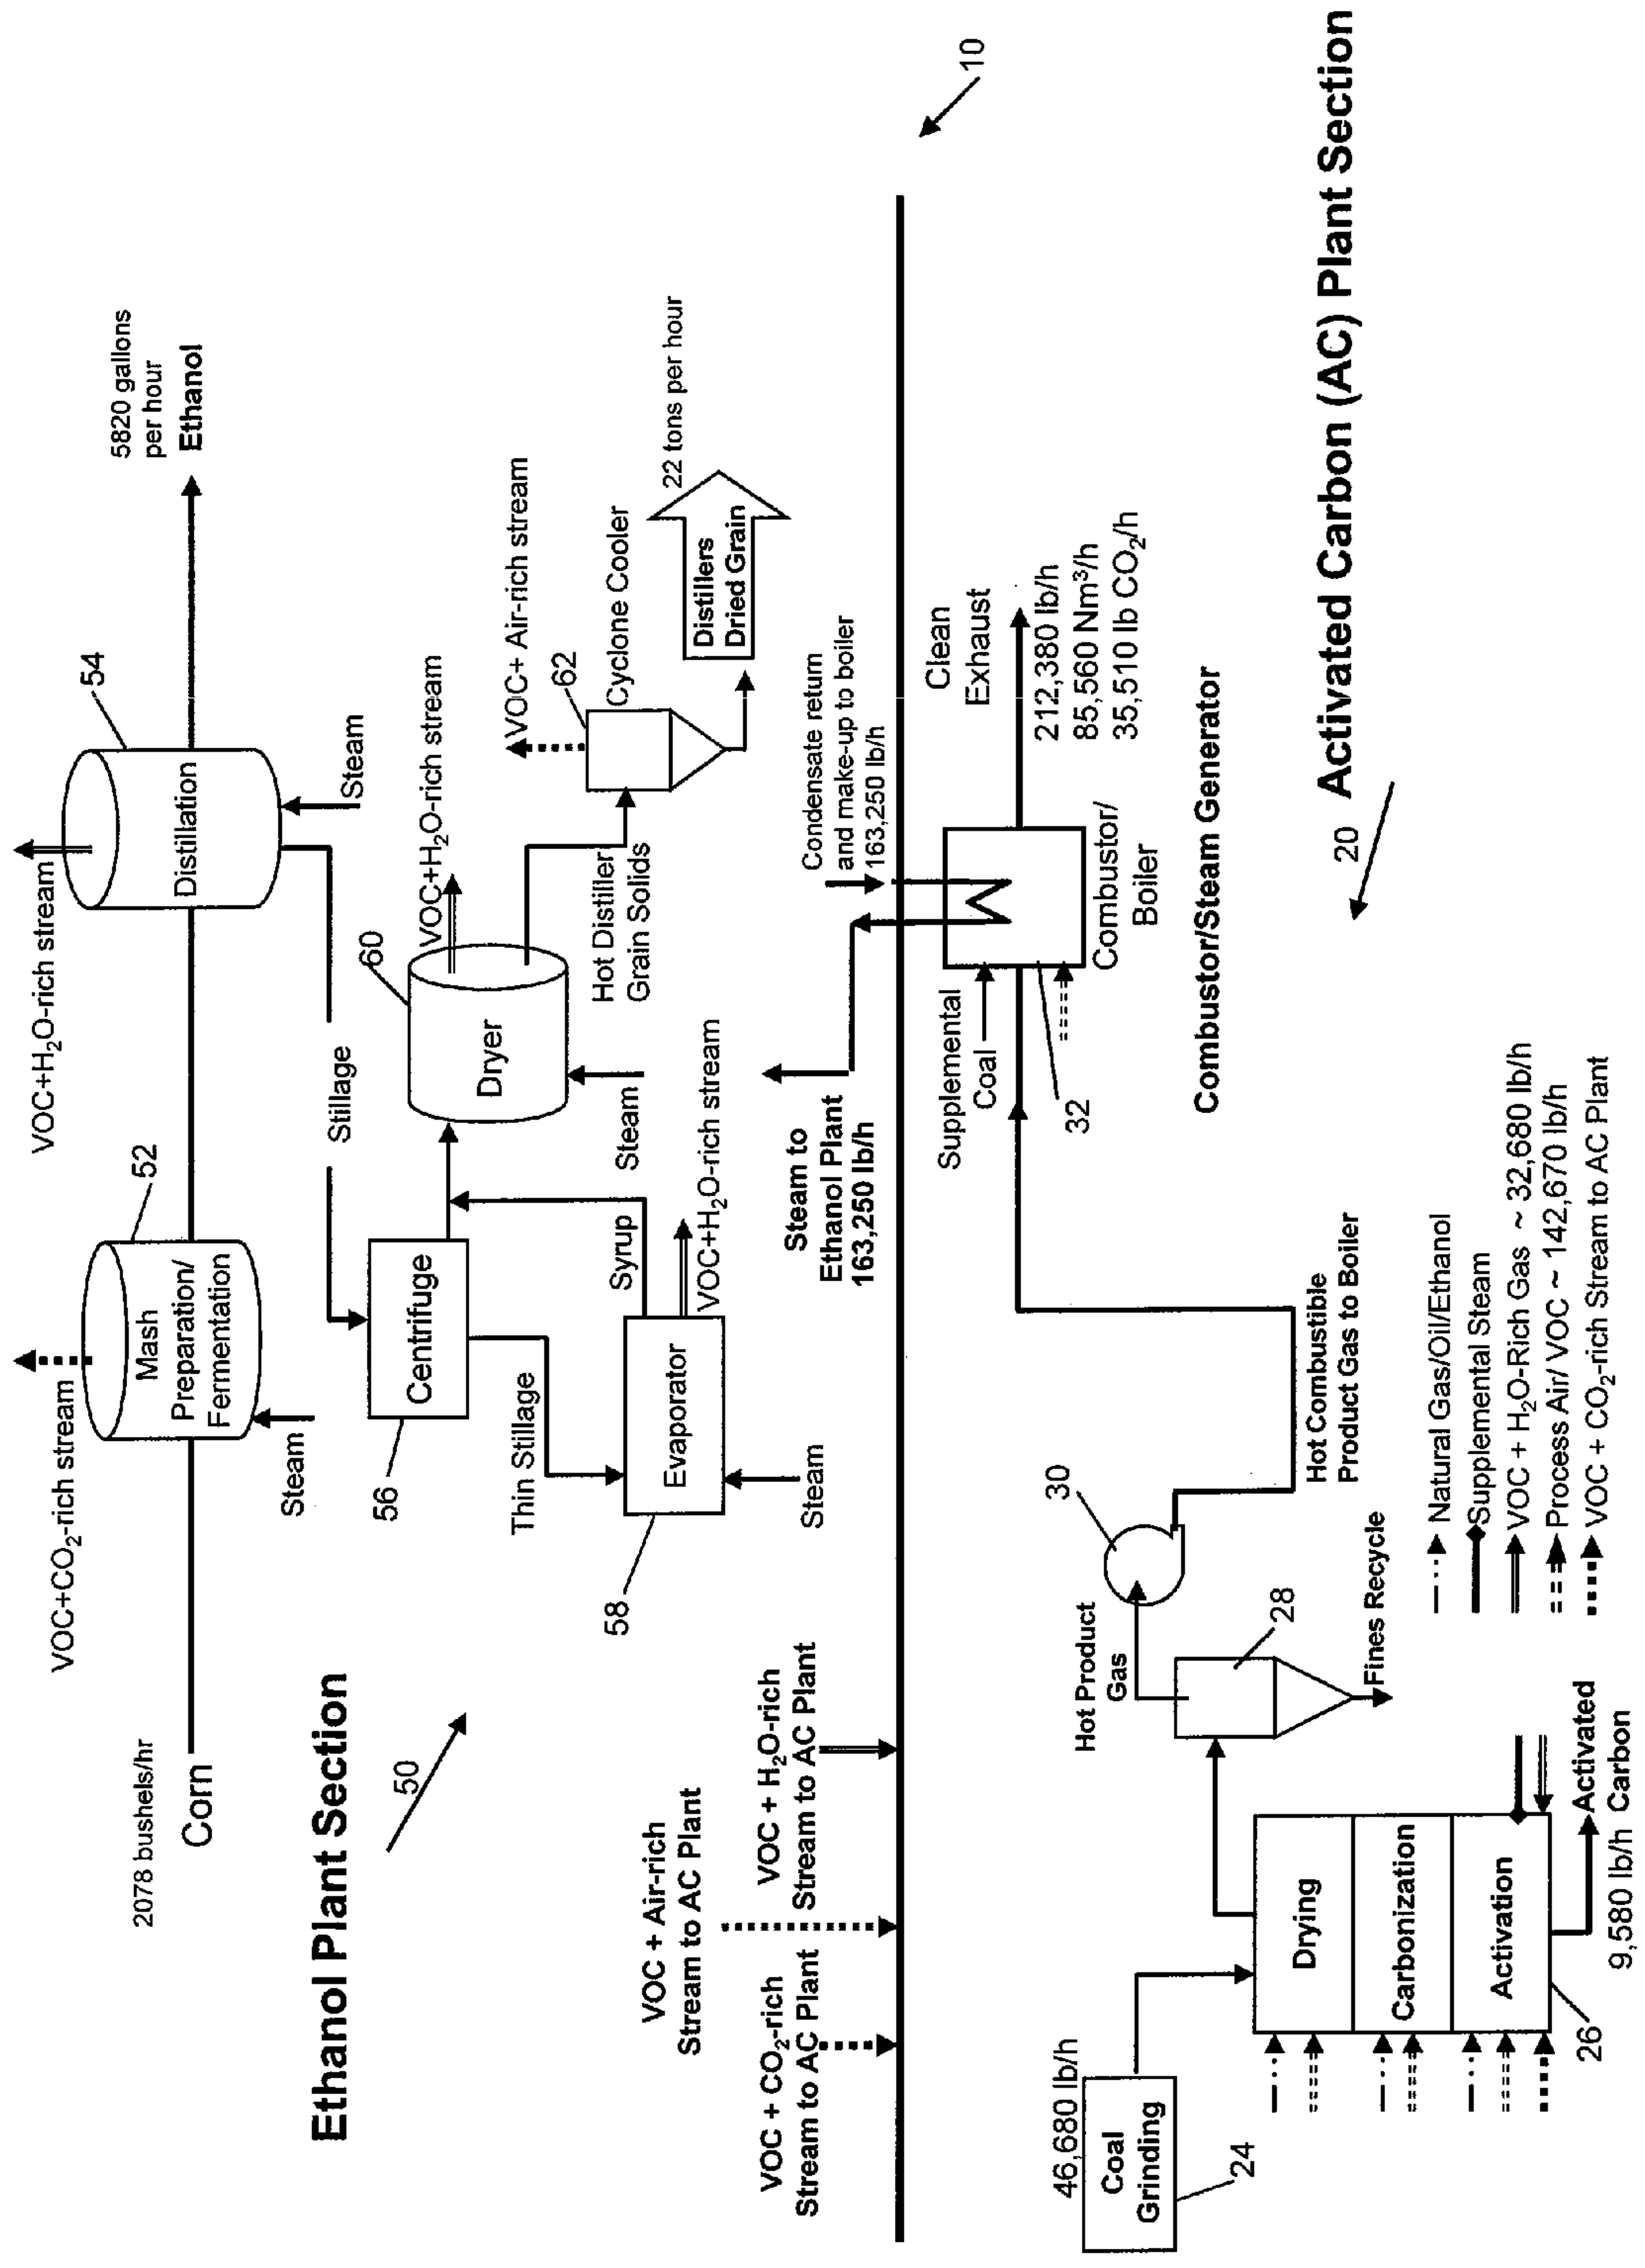 Ethanol Plant Section
50
2078 bushels/hr
Corn
VOC+CO2-rich stream
Mash
Preparation/
Fermentation
52
Steam
VOC+H2O-rich stream
Distillation
54
Steam
5820 gallons
per hour
Ethanol
Stillage
Centrifuge
56
Thin Stillage
Evaporator
58
Steam
Syrup
VOC+H2O-rich stream
Dryer
60
Steam
VOC+H2O-rich stream
Hot Distiller
Grain Solids
VOC+ Air-rich stream
62
Cyclone Cooler
Distillers
Dried Grain
22 tons per hour
VOC + CO2-rich
Stream to AC Plant
VOC + Air-rich
Stream to AC Plant
VOC + H2O-rich
Stream to AC Plant
Steam to
Ethanol Plant
163,250 lb/h
Condensate return
and make-up to boiler
163,250 lb/h
10
46,680 lb/h
Coal
Grinding
24
Drying
Carbonization
Activation
26
Activated
Carbon
9,580 lb/h
Hot Product
Gas
28
Fines Recycle
30
Hot Combustible
Product Gas to Boiler
Supplemental
Coal
32
Combustor/
Boiler
Clean
Exhaust
212,380 lb/h
85,560 Nm3/h
35,510 lb CO2/h
Combustor/Steam Generator
20
Activated Carbon (AC) Plant Section
Natural Gas/Oil/Ethanol
Supplemental Steam
VOC + H2O-Rich Gas ~ 32,680 lb/h
Process Air/ VOC ~ 142,670 lb/h
VOC + CO2-rich Stream to AC Plant